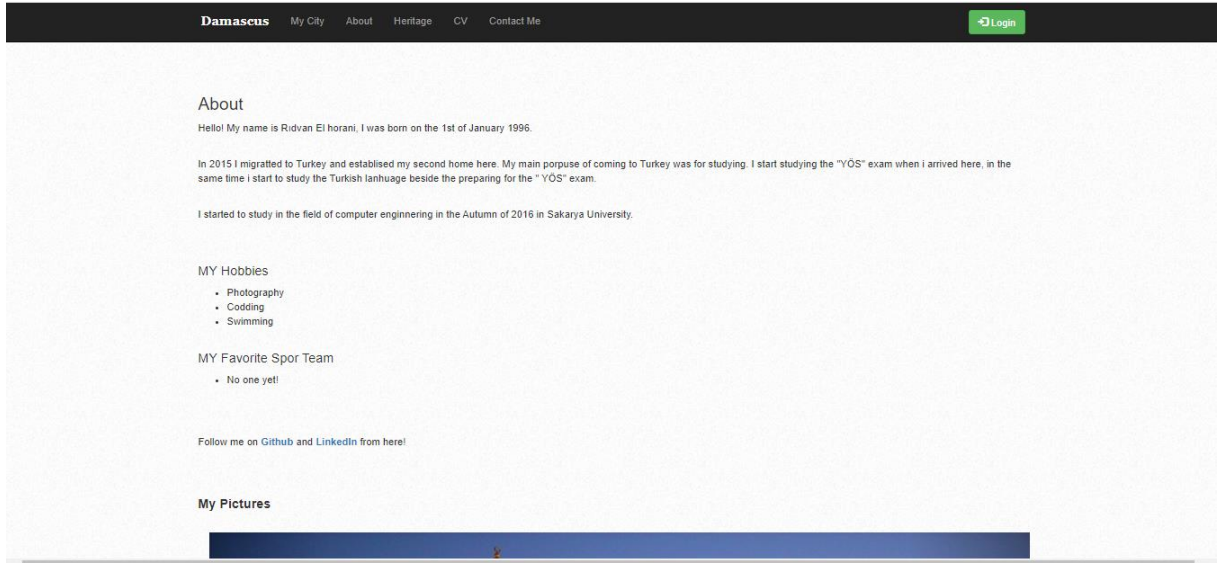 Damascus My City About Heritage CV Contact Me Login
About
Hello! My name is Rıdvan El horani, I was born on the 1st of January 1996.
In 2015 I migratted to Turkey and establised my second home here. My main porpuse of coming to Turkey was for studying. I start studying the "YÖS" exam when i arrived here, in the
same time i start to study the Turkish lanhuage beside the preparing for the " YÖS" exam.
I started to study in the field of computer enginnering in the Autumn of 2016 in Sakarya University.
MY Hobbies
• Photography
• Codding
• Swimming
MY Favorite Spor Team
• No one yet!
Follow me on Github and LinkedIn from here!
My Pictures